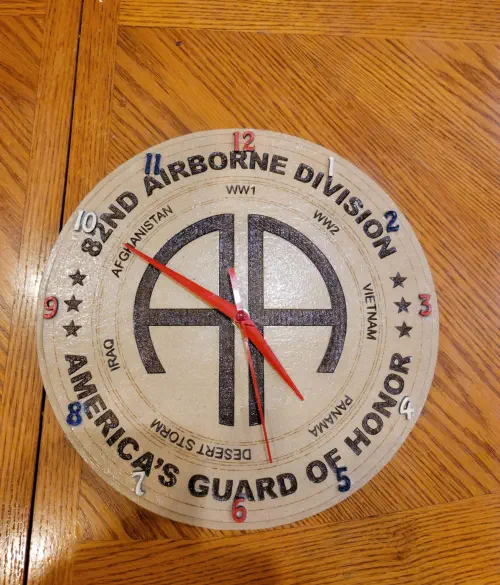 82ND AIRBORNE DIVISION
AMERICA'S GUARD OF HONOR
WW1
WW2
VIETNAM
PANAMA
DESERT STORM
IRAQ
AFGHANISTAN
AA
12
1
2
3
4
5
6
7
8
9
10
11